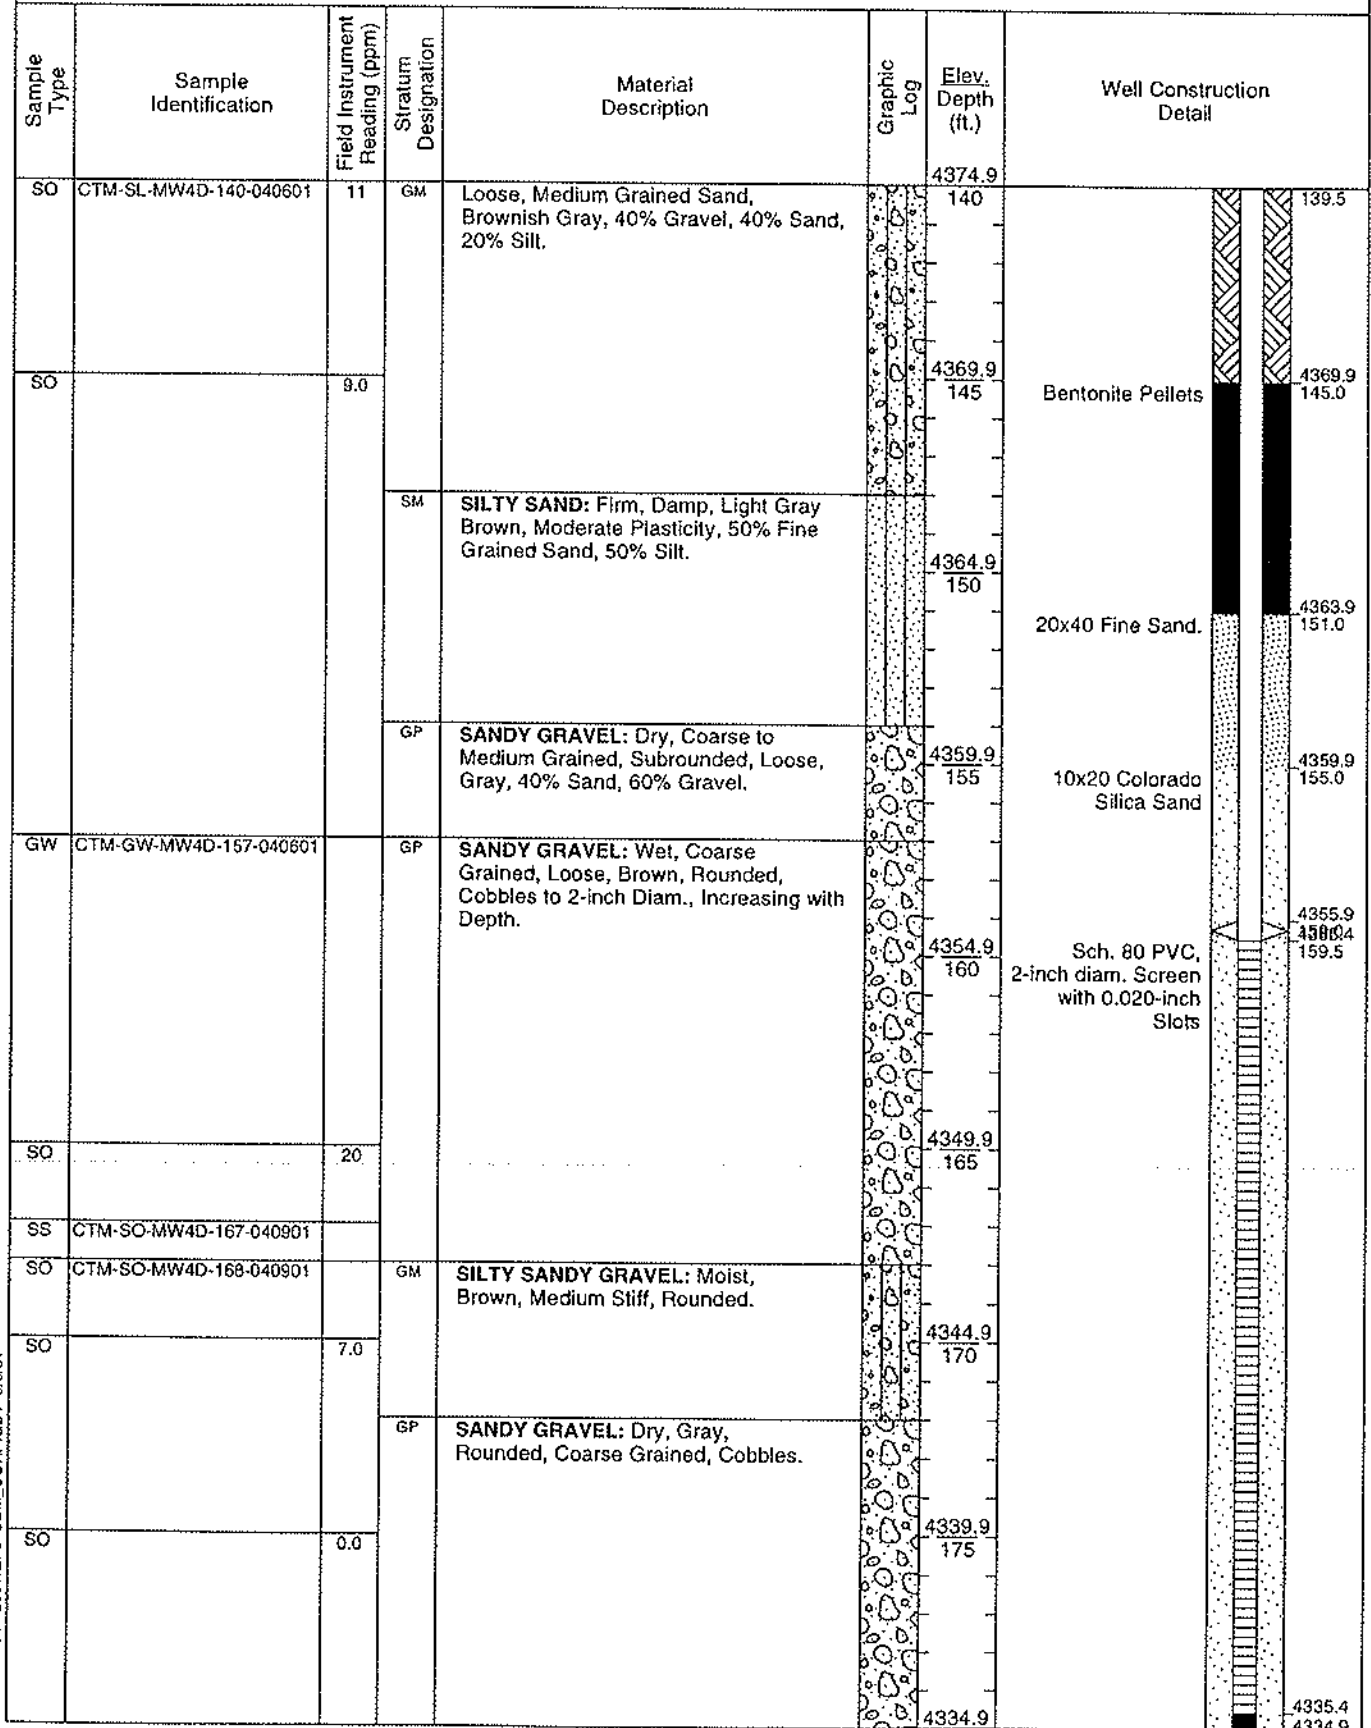 Sample
Type
Sample
Identification
Field Instrument
Reading (ppm)
Stratum
Designation
Material
Description
Graphic
Log
Elev.
Depth
(ft.)
Well Construction
Detail
SO CTM-SL-MW4D-140-040601 11 GM Loose, Medium Grained Sand,
Brownish Gray, 40% Gravel, 40% Sand,
20% Silt.
4374.9
140
139.5
SO 9.0
4369.9
145
Bentonite Pellets
4369.9
145.0
SM SILTY SAND: Firm, Damp, Light Gray
Brown, Moderate Plasticity, 50% Fine
Grained Sand, 50% Silt.
4364.9
150
20x40 Fine Sand.
4363.9
151.0
GP SANDY GRAVEL: Dry, Coarse to
Medium Grained, Subrounded, Loose,
Gray, 40% Sand, 60% Gravel.
4359.9
155
10x20 Colorado
Silica Sand
4359.9
155.0
GW CTM-GW-MW4D-157-040601 GP SANDY GRAVEL: Wet, Coarse
Grained, Loose, Brown, Rounded,
Cobbles to 2-inch Diam., Increasing with
Depth.
4354.9
160
Sch. 80 PVC,
2-inch diam. Screen
with 0.020-inch
Slots
4355.9
159.5
SO 20
4349.9
165
SS CTM-SO-MW4D-167-040901
SO CTM-SO-MW4D-168-040901 GM SILTY SANDY GRAVEL: Moist,
Brown, Medium Stiff, Rounded.
SO 7.0
4344.9
170
GP SANDY GRAVEL: Dry, Gray,
Rounded, Coarse Grained, Cobbles.
SO 0.0
4339.9
175
4334.9
4335.4
4334.9